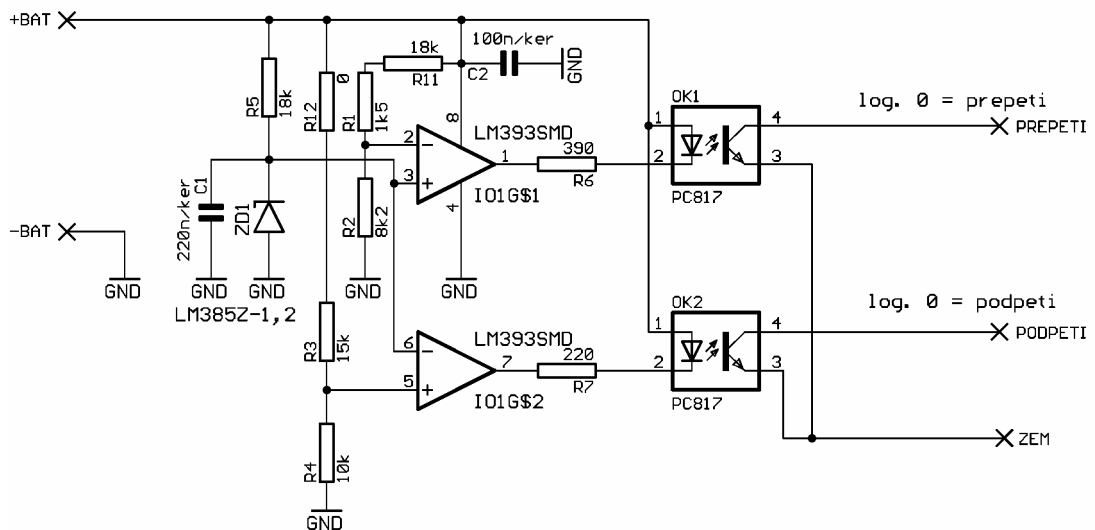 +BAT
100n/ker
18k
R11
C2
GND
R5
18k
R12
0
R1
1k5
8
OK1
log. 0 = prepeti
LM393SMD
1
4
PREPETI
2
1
390
2
3
3
R6
IO1G$1
PC817
220n/ker
C1
ZD1
R2
8k2
4
-BAT
GND
GND
GND
GND
GND
LM385Z-1,2
OK2
log. 0 = podpeti
R3
15k
LM393SMD
1
4
PODPETI
6
7
220
2
3
5
R7
IO1G$2
PC817
ZEM
R4
10k
GND